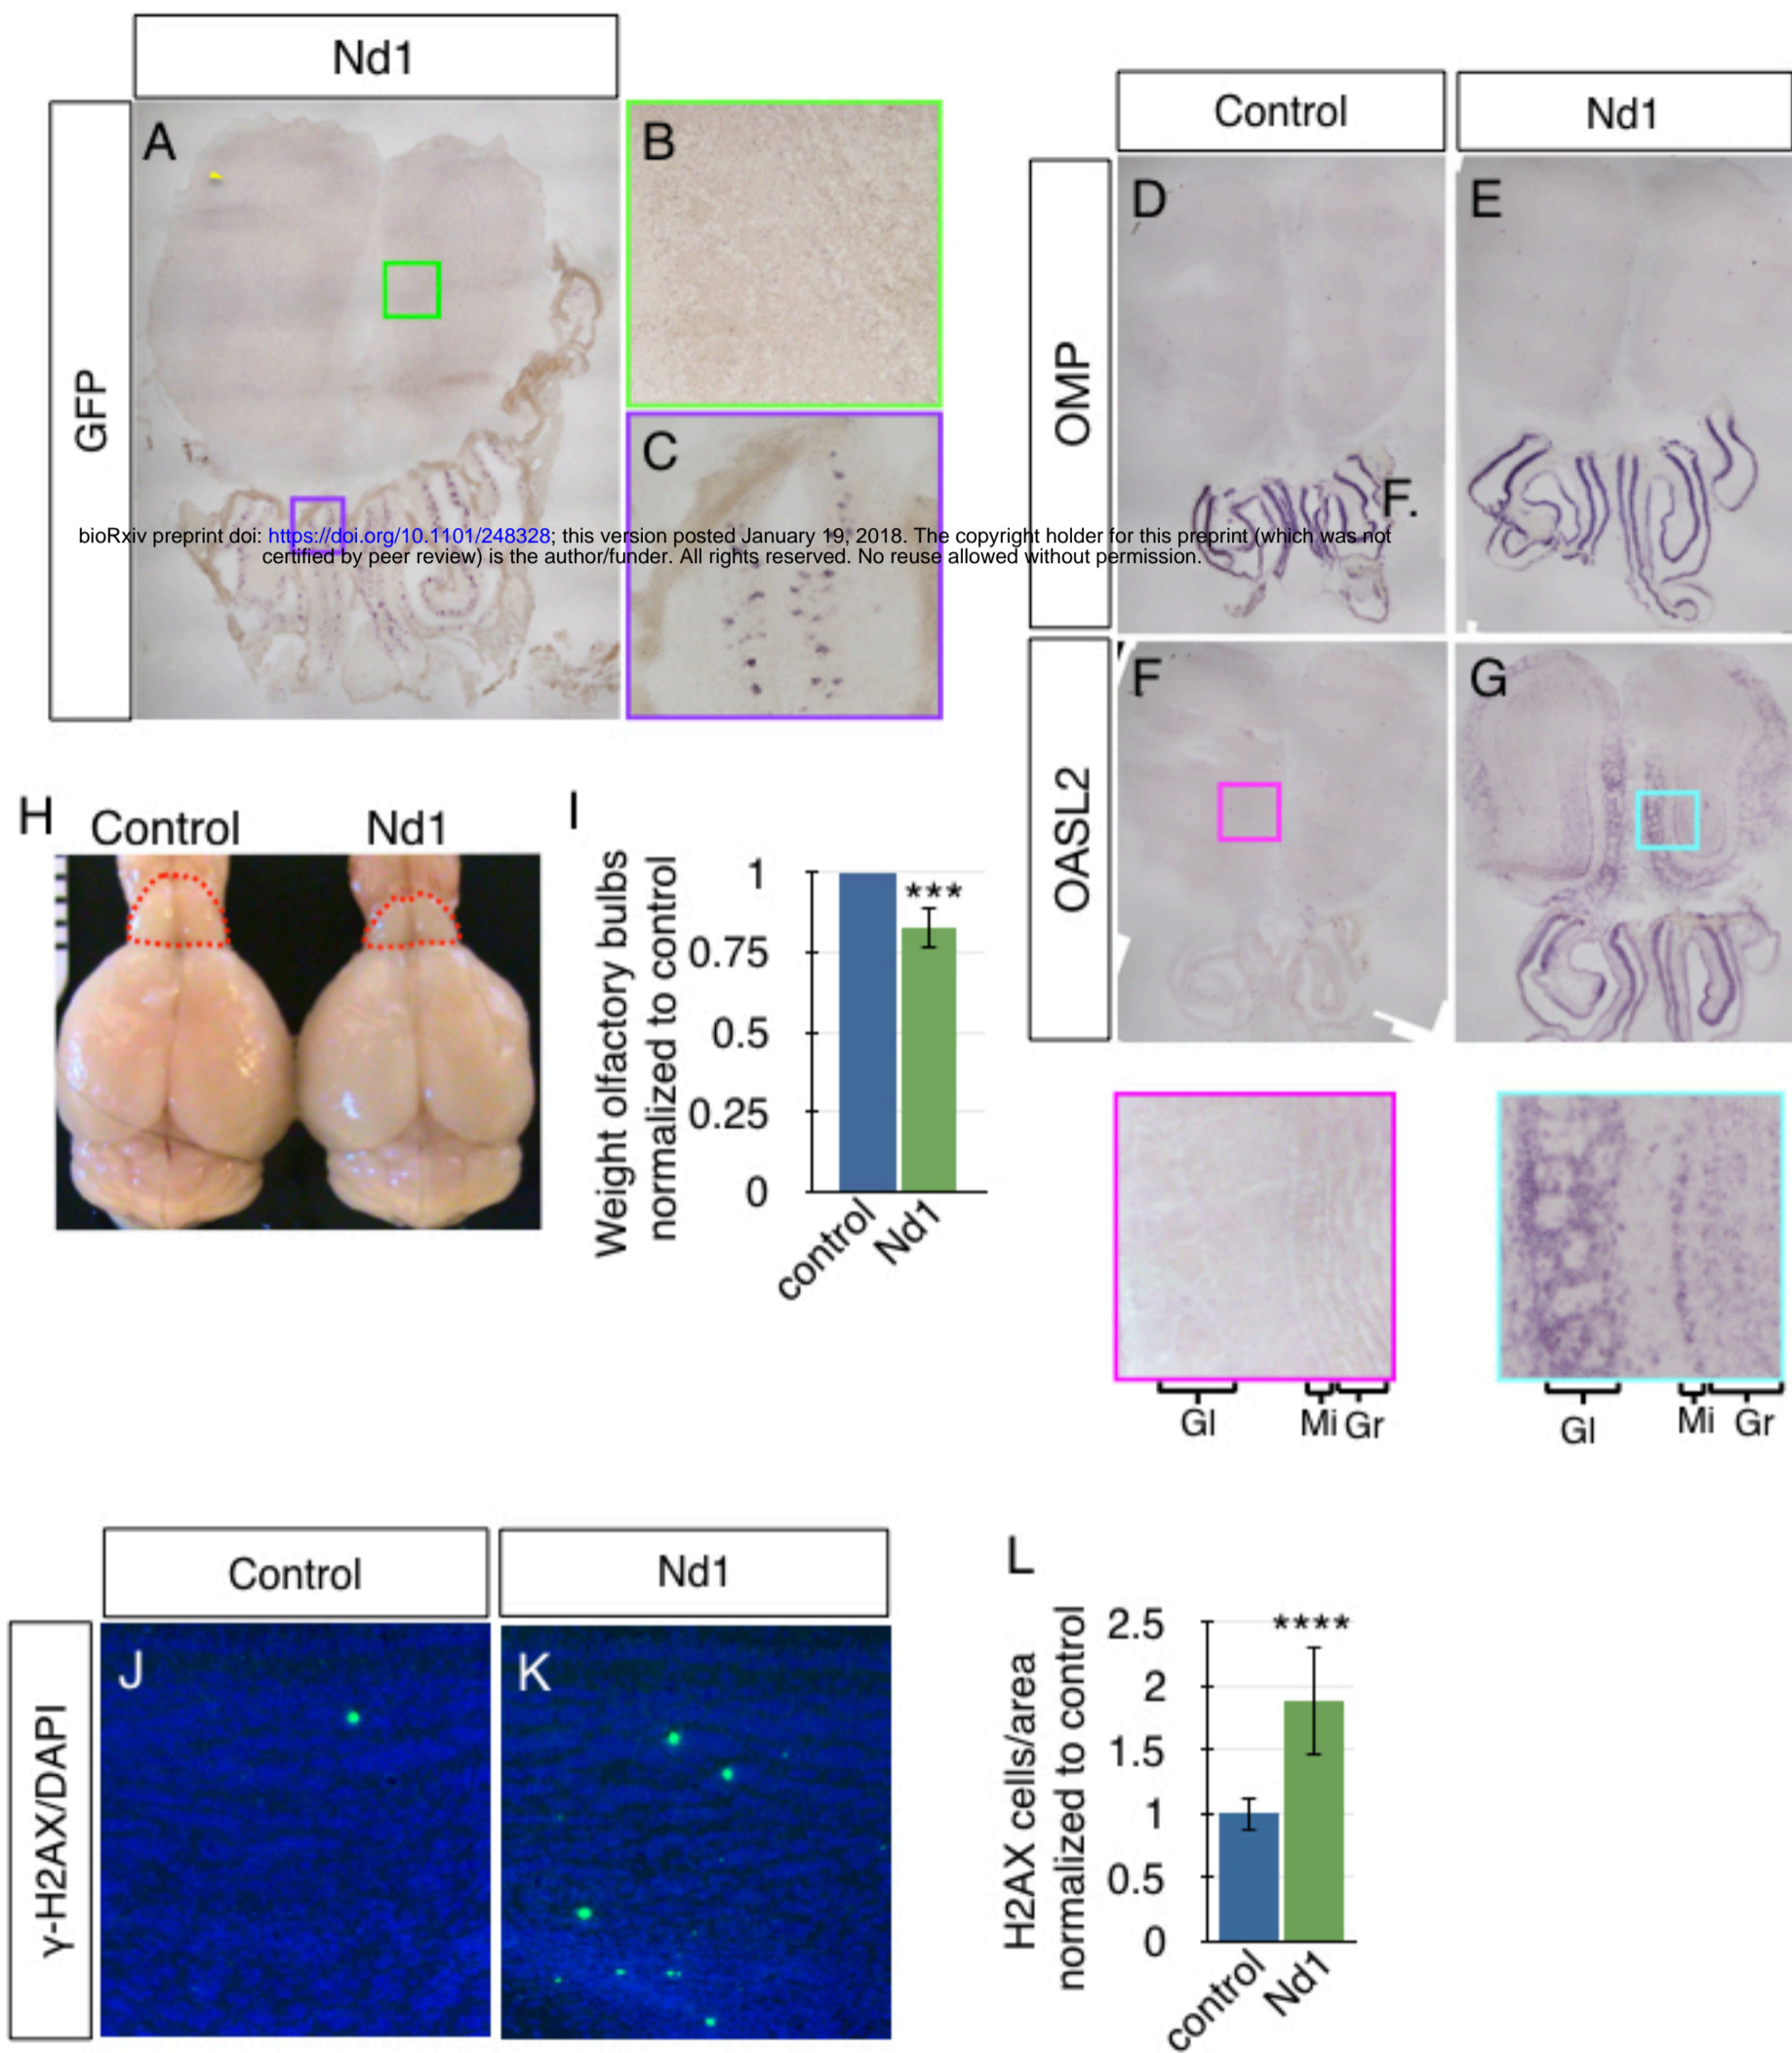 Nd1
GFP
A
B
C
bioRxiv preprint doi: https://doi.org/10.1101/248328; this version posted January 19, 2018. The copyright holder for this preprint (which was not
certified by peer review) is the author/funder. All rights reserved. No reuse allowed without permission.
Control
Nd1
OMP
D
E
F.
OASL2
F
G
Gl
Mi
Gr
Gl
Mi
Gr
H
Control
Nd1
I
Weight olfactory bulbs
normalized to control
1
0.75
0.5
0.25
0
***
control
Nd1
Control
Nd1
γ-H2AX/DAPI
J
K
L
H2AX cells/area
normalized to control
2.5
2
1.5
1
0.5
0
****
control
Nd1